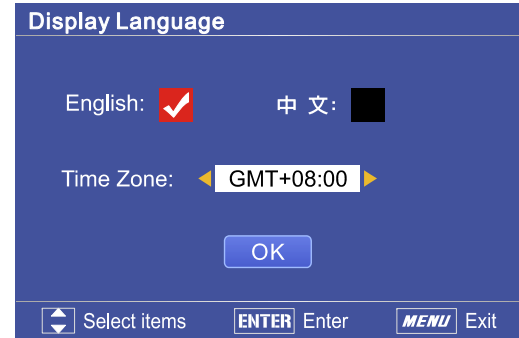 Display Language
English: 中 文:
Time Zone: GMT+08:00
OK
Select items ENTER Enter MENU Exit